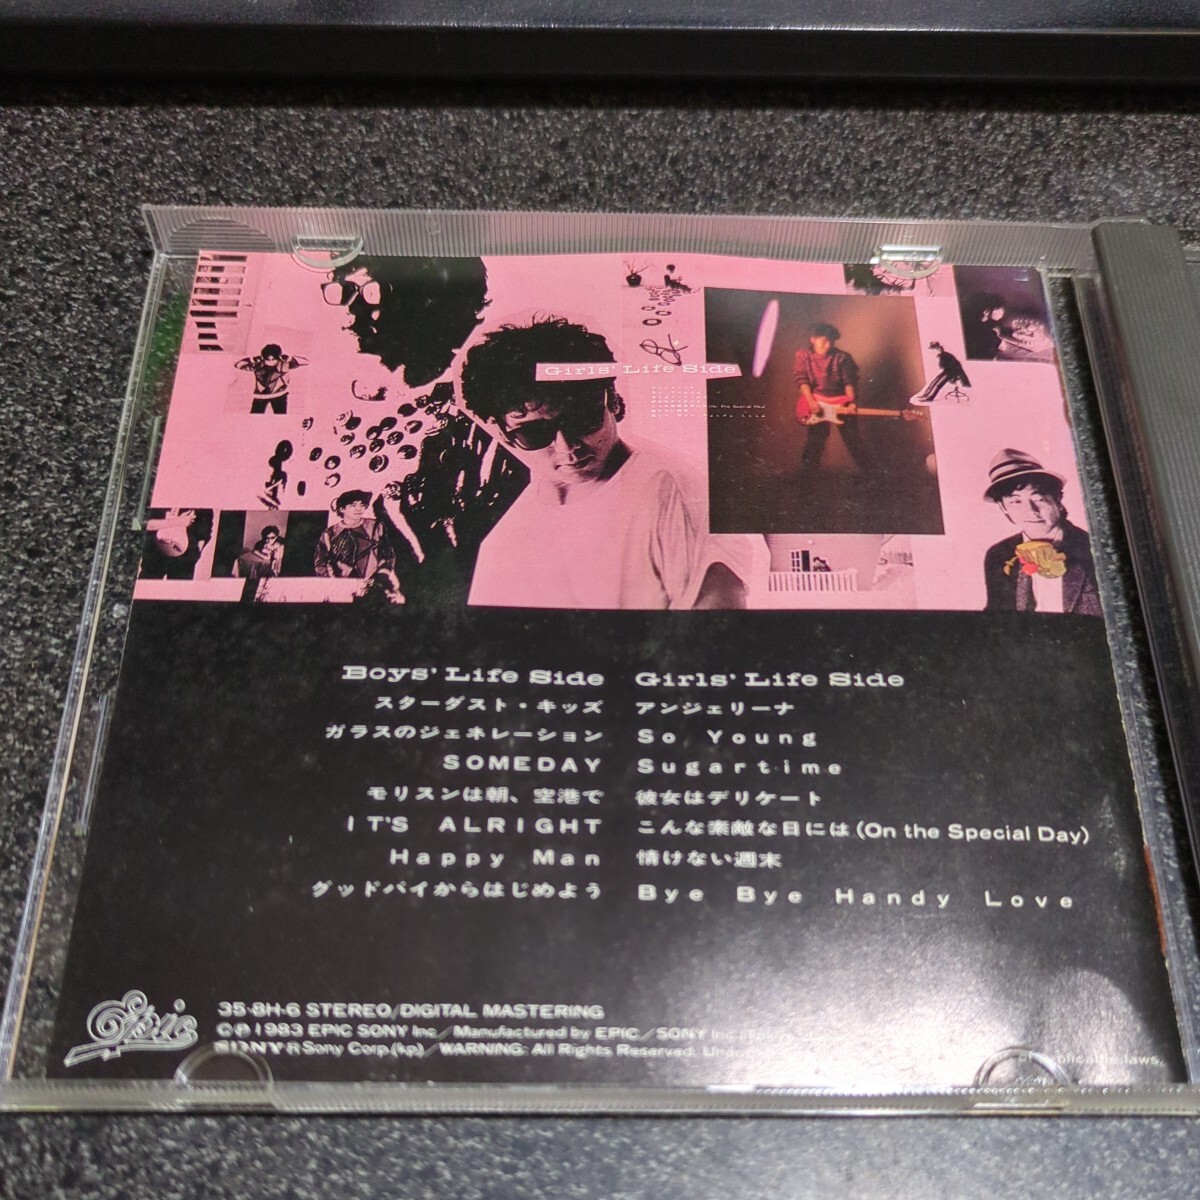 Girls' Life Side
Boys' Life Side
スターダスト・キッズ
ガラスのジェネレーション
SOMEDAY
モリスンは朝、空港で
IT'S ALRIGHT
Happy Man
グッドバイからはじめよう
Girls' Life Side
アンジェリーナ
So Young
Sugartime
彼女はデリケート
こんな素敵な日には(On the Special Day)
情けない週末
Bye Bye Handy Love
Epic
35·8H-6 STEREO/DIGITAL MASTERING
©℗1983 EPIC SONY Inc./Manufactured by EPIC/SONY Inc.
SONY® Sony Corp.(kp)/WARNING: All Rights Reserved. laws.